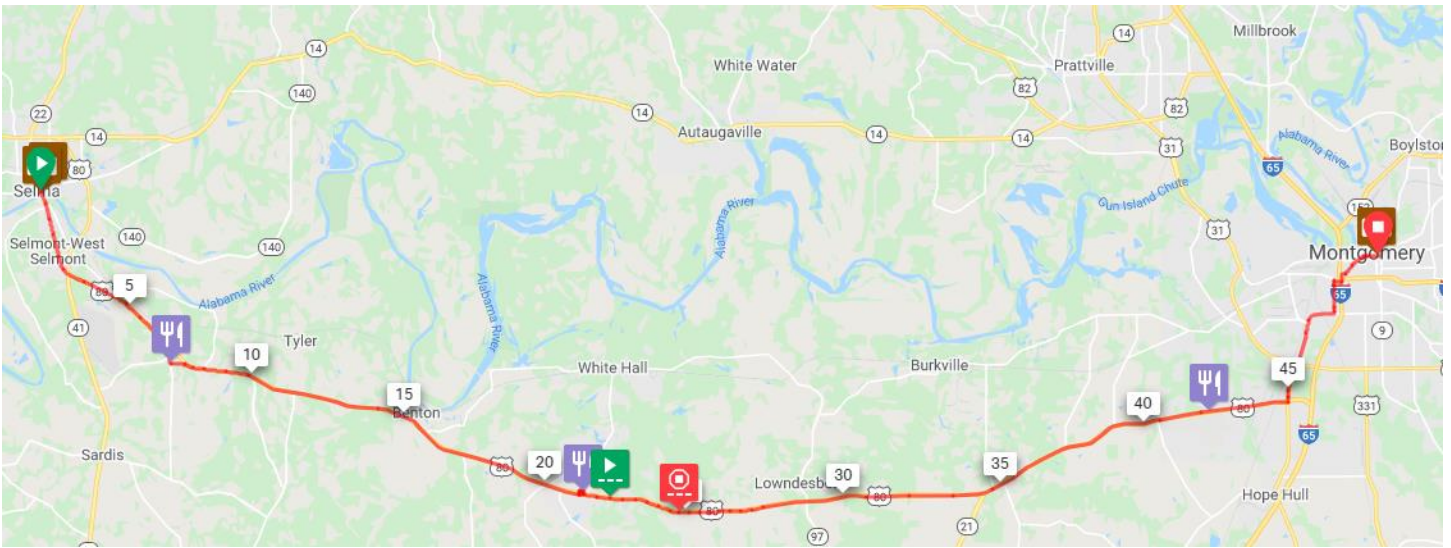 14
Millbrook
14
White Water
Prattville
140
82
22
14
82
Autaugaville
14
14
14
31
Alabama River
Boylston
80
65
Selma
Alabama River
Gun Island Chute
152
31
Selmont-West
Selmont
140
140
Montgomery
Alabama River
Alabama River
5
80
65
41
9
Tyler
10
White Hall
Burkville
45
15
Benton
40
80
331
65
Sardis
20
80
35
30
Lowndesbo
80
80
Hope Hull
21
97